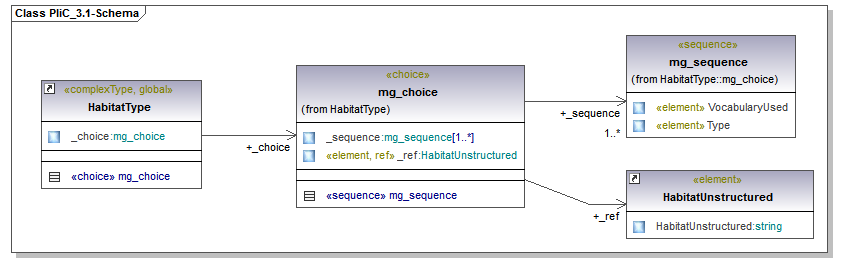 Class PliC_3.1-Schema
«complexType, global»
HabitatType
_choice:mg_choice
«choice» mg_choice
+_choice
«choice»
mg_choice
(from HabitatType)
_sequence:mg_sequence[1..*]
«element, ref» _ref:HabitatUnstructured
«sequence» mg_sequence
+_sequence
1..*
+_ref
«sequence»
mg_sequence
(from HabitatType::mg_choice)
«element» VocabularyUsed
«element» Type
«element»
HabitatUnstructured
HabitatUnstructured:string